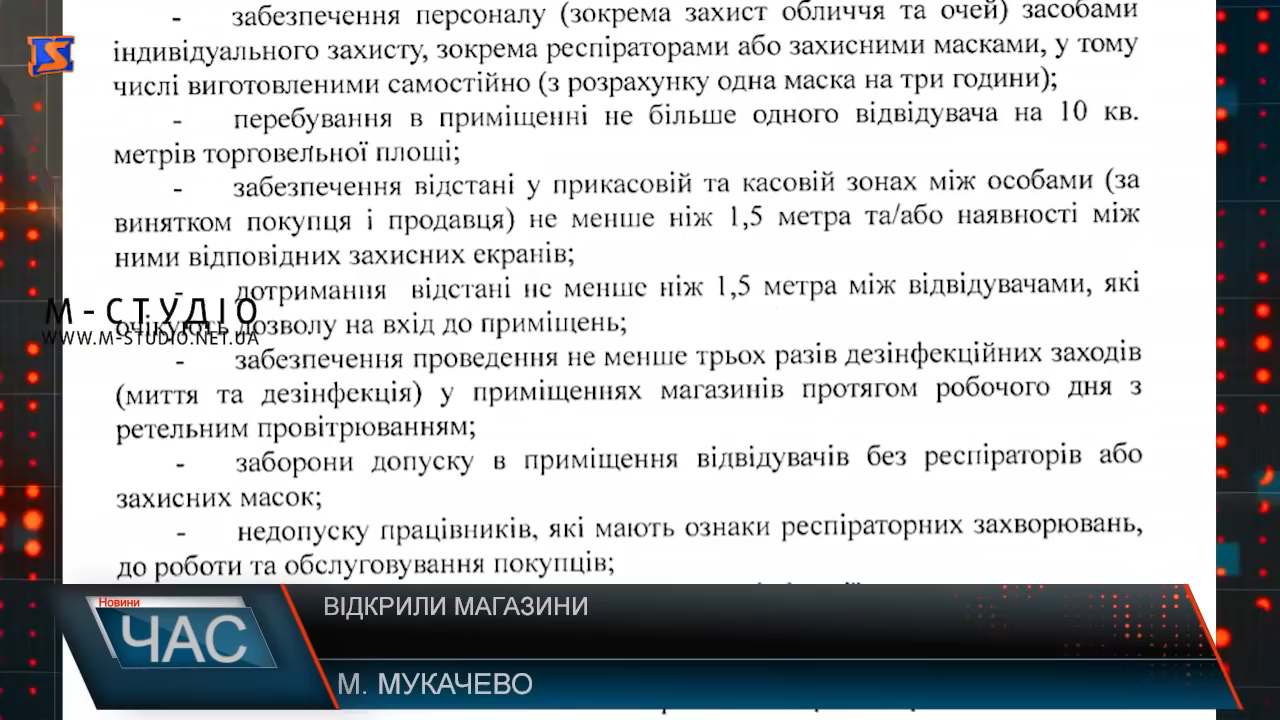 - забезпечення персоналу (зокрема захист обличчя та очей) засобами
індивідуального захисту, зокрема респіраторами або захисними масками, у тому
числі виготовленими самостійно (з розрахунку одна маска на три години);
- перебування в приміщенні не більше одного відвідувача на 10 кв.
метрів торговельної площі;
- забезпечення відстані у прикасовій та касовій зонах між особами (за
винятком покупця і продавця) не менше ніж 1,5 метра та/або наявності між
ними відповідних захисних екранів;
- дотримання відстані не менше ніж 1,5 метра між відвідувачами, які
М-СТУДІО
очікують дозволу на вхід до приміщень;
WWW.M-STUDIO.NET.UA
- забезпечення проведення не менше трьох разів дезінфекційних заходів
(миття та дезінфекція) у приміщеннях магазинів протягом робочого дня з
ретельним провітрюванням;
- заборони допуску в приміщення відвідувачів без респіраторів або
захисних масок;
- недопуску працівників, які мають ознаки респіраторних захворювань,
до роботи та обслуговування покупців;
Новини
ЧАС
ВІДКРИЛИ МАГАЗИНИ
М. МУКАЧЕВО